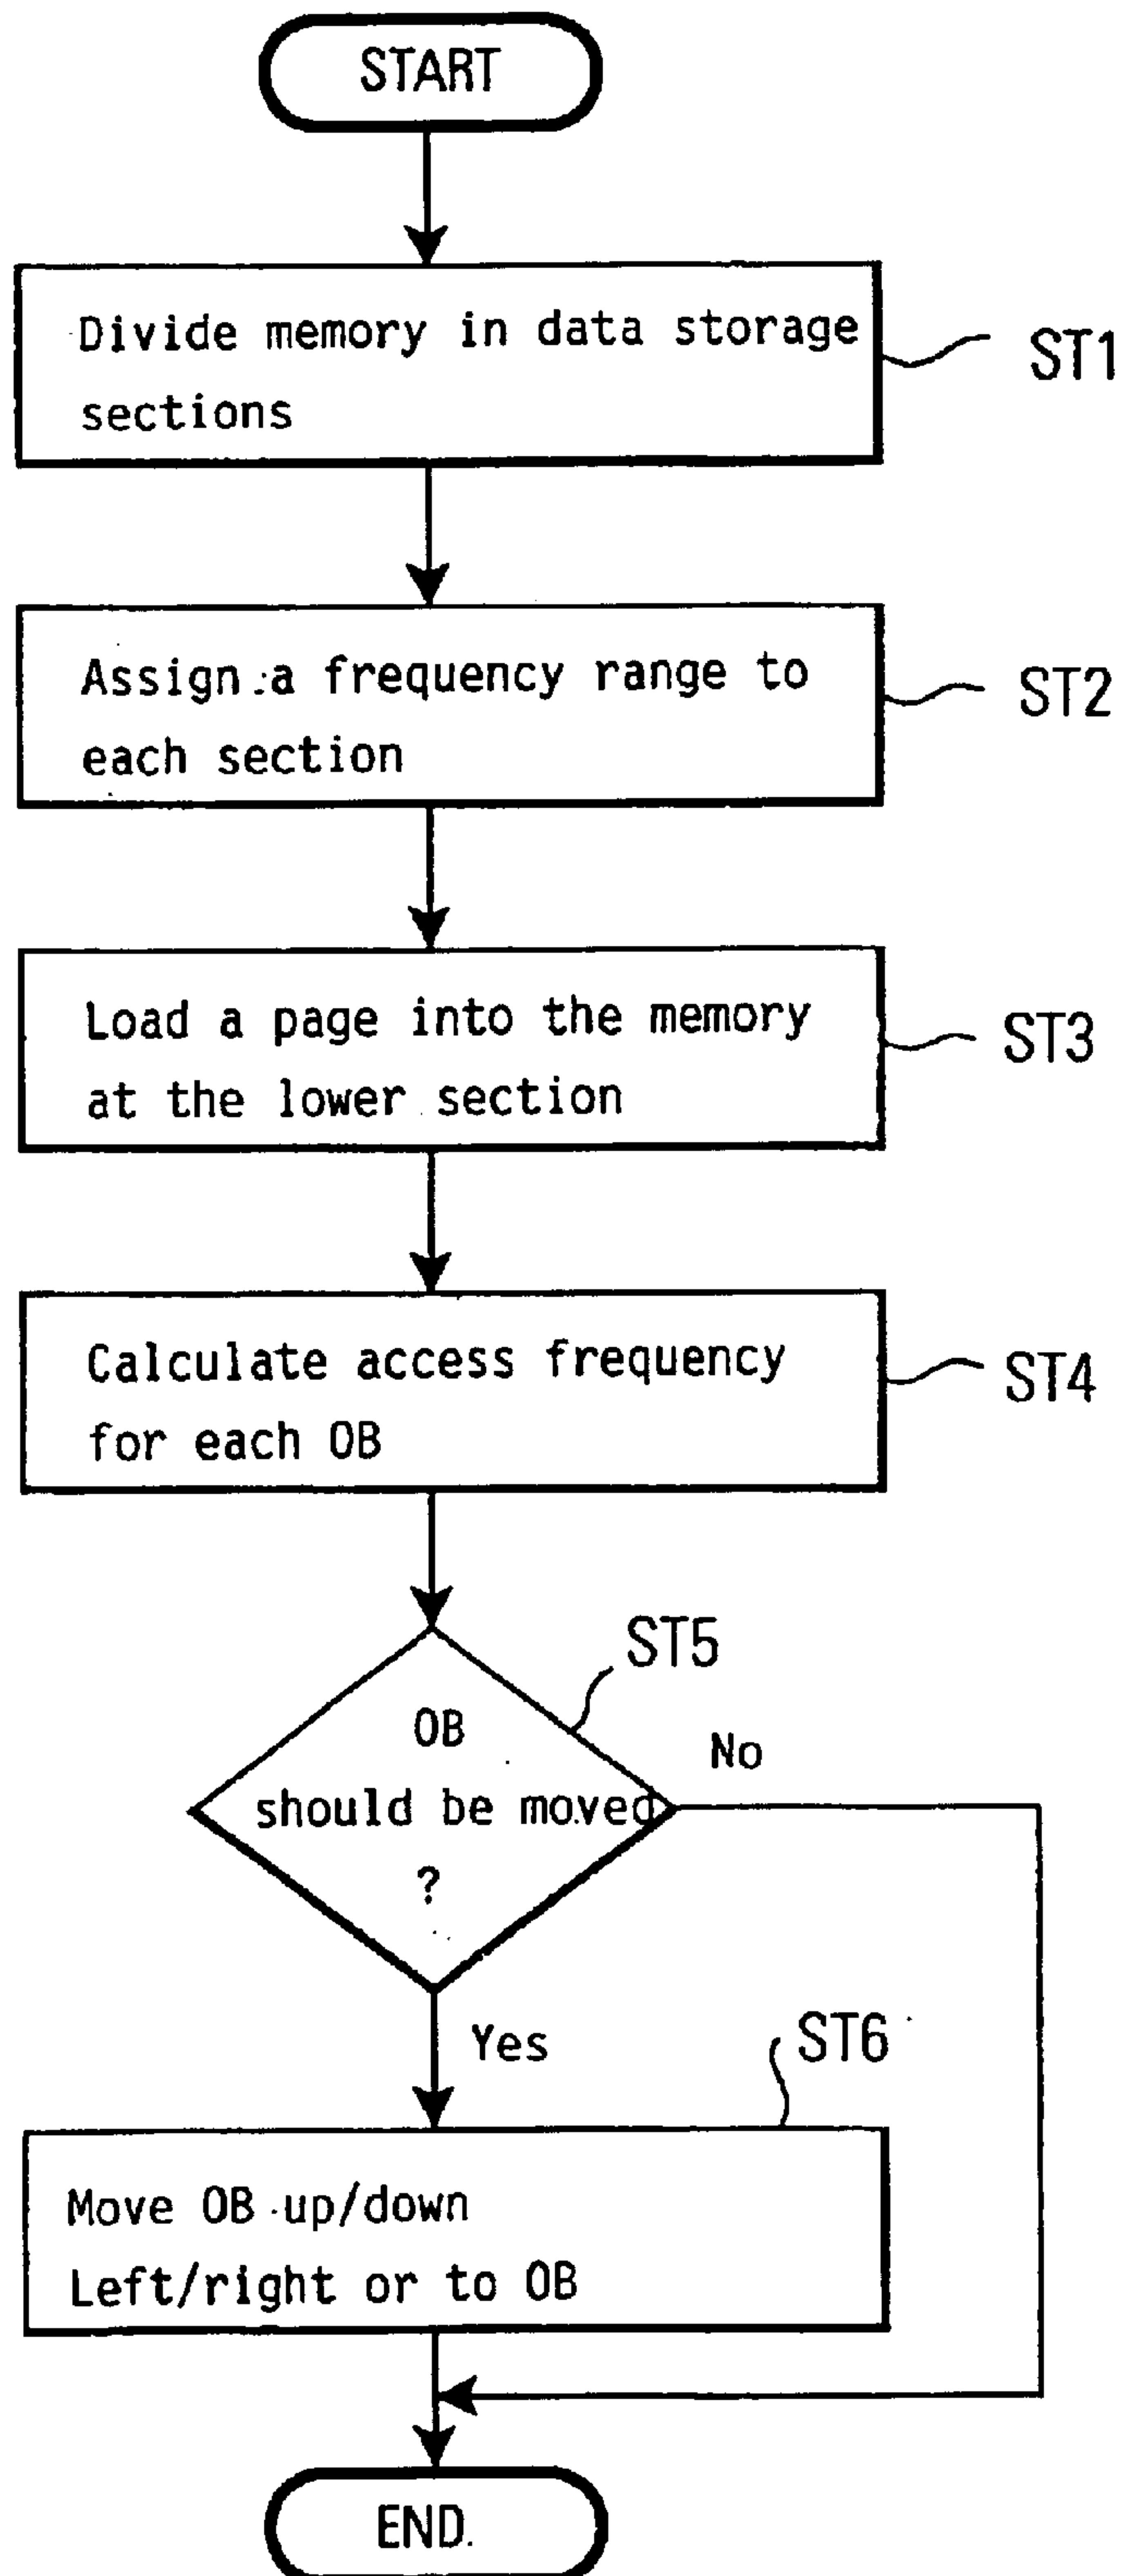 START
Divide memory in data storage
sections
ST1
Assign a frequency range to
each section
ST2
Load a page into the memory
at the lower section
ST3
Calculate access frequency
for each OB
ST4
ST5
OB
should be moved
?
No
Yes
ST6
Move OB up/down
Left/right or to OB
END.